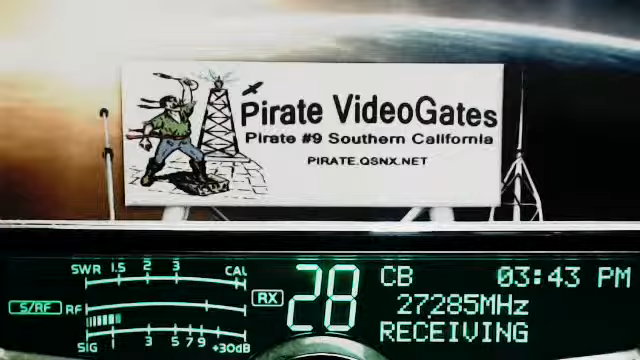 Pirate VideoGates
Pirate #9 Southern California
PIRATE.QSNX.NET
SWR 1.5 2 3 CAL
S/RF RF
SIG 1 3 5 7 9 +30dB
RX 28
CB 03:43 PM
27285MHz
RECEIVING